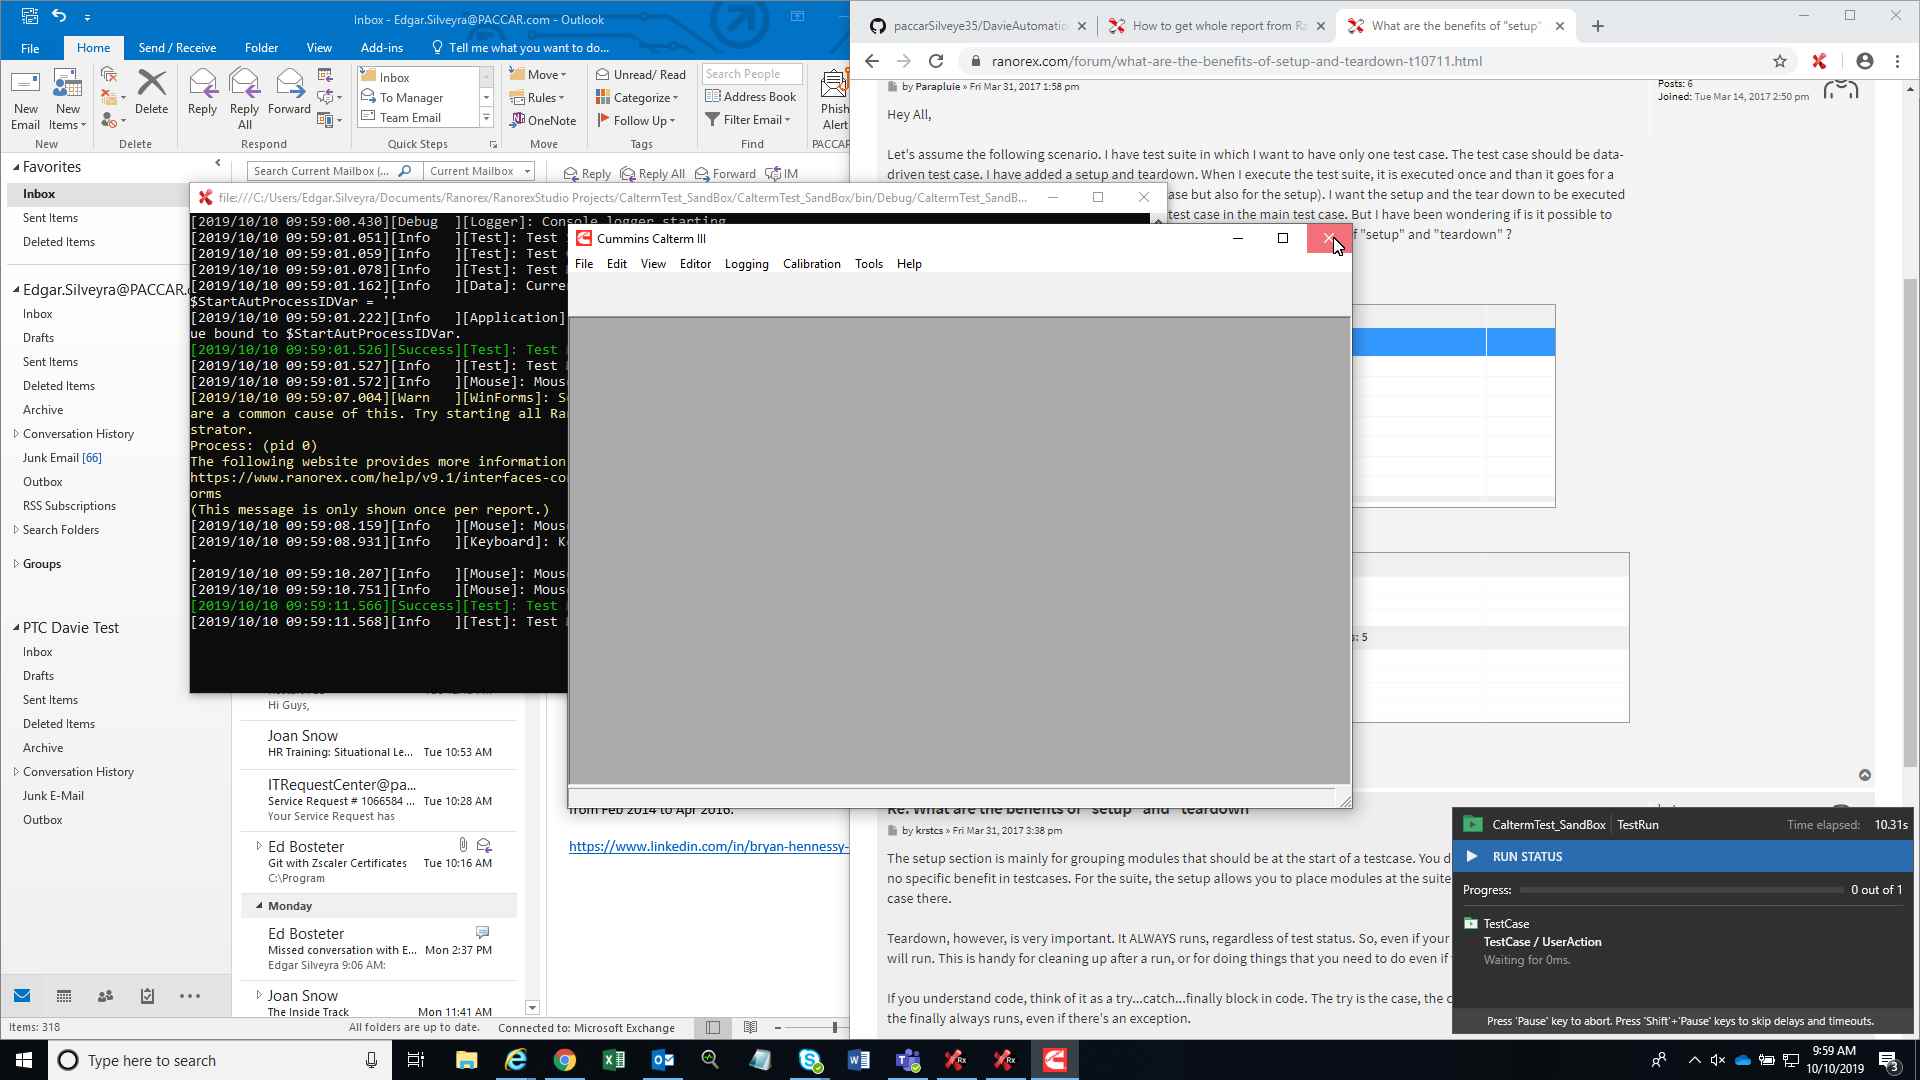 Inbox - Edgar.Silveyra@PACCAR.com - Outlook
File Home Send / Receive Folder View Add-ins Tell me what you want to do...
New Email
New Items
Delete
Reply
Reply All
Forward
Inbox
To Manager
Team Email
Move
Rules
OneNote
Unread/ Read
Categorize
Follow Up
Search People
Address Book
Filter Email
Phish Alert
New Delete Respond Quick Steps Move Tags Find PACCAR
Favorites
Inbox
Sent Items
Deleted Items
Edgar.Silveyra@PACCAR.
Inbox
Drafts
Sent Items
Deleted Items
Archive
Conversation History
Junk Email [66]
Outbox
RSS Subscriptions
Search Folders
Groups
PTC Davie Test
Inbox
Drafts
Sent Items
Deleted Items
Archive
Conversation History
Junk E-Mail
Outbox
Search Current Mailbox (... Current Mailbox
Reply Reply All Forward IM
file:///C:/Users/Edgar.Silveyra/Documents/Ranorex/RanorexStudio Projects/CaltermTest_SandBox/CaltermTest_SandBox/bin/Debug/CaltermTest_SandB...
[2019/10/10 09:59:00.430][Debug ][Logger]: Console logger starting
[2019/10/10 09:59:01.051][Info ][Test]: Test
[2019/10/10 09:59:01.059][Info ][Test]: Test
[2019/10/10 09:59:01.078][Info ][Test]: Test
[2019/10/10 09:59:01.162][Info ][Data]: Curre
$StartAutProcessIDVar = ''
[2019/10/10 09:59:01.222][Info ][Application]
ue bound to $StartAutProcessIDVar.
[2019/10/10 09:59:01.526][Success][Test]: Test
[2019/10/10 09:59:01.527][Info ][Test]: Test
[2019/10/10 09:59:01.572][Info ][Mouse]: Mous
[2019/10/10 09:59:07.004][Warn ][WinForms]: S
are a common cause of this. Try starting all Ra
strator.
Process: (pid 0)
The following website provides more information
https://www.ranorex.com/help/v9.1/interfaces-co
orms
(This message is only shown once per report.)
[2019/10/10 09:59:08.159][Info ][Mouse]: Mous
[2019/10/10 09:59:08.931][Info ][Keyboard]: K
.
[2019/10/10 09:59:10.207][Info ][Mouse]: Mous
[2019/10/10 09:59:10.751][Info ][Mouse]: Mous
[2019/10/10 09:59:11.566][Success][Test]: Test
[2019/10/10 09:59:11.568][Info ][Test]: Test
Cummins Calterm III
File Edit View Editor Logging Calibration Tools Help
Hi Guys,
Joan Snow
HR Training: Situational Le... Tue 10:53 AM
ITRequestCenter@pa...
Service Request # 1066584 ... Tue 10:28 AM
Your Service Request has
Ed Bosteter
Git with Zscaler Certificates Tue 10:16 AM
C:\Program
Monday
Ed Bosteter
Missed conversation with E... Mon 2:37 PM
Edgar Silveyra 9:06 AM:
Joan Snow
The Inside Track Mon 11:41 AM
from Feb 2014 to Apr 2016.
https://www.linkedin.com/in/bryan-hennessy-
Items: 318 All folders are up to date. Connected to: Microsoft Exchange
paccarSilveye35/DavieAutomatio
How to get whole report from Ra
What are the benefits of "setup"
ranorex.com/forum/what-are-the-benefits-of-setup-and-teardown-t10711.html
by Parapluie » Fri Mar 31, 2017 1:58 pm
Posts: 6
Joined: Tue Mar 14, 2017 2:50 pm
Hey All,
Let's assume the following scenario. I have test suite in which I want to have only one test case. The test case should be data-
driven test case. I have added a setup and teardown. When I execute the test suite, it is executed once and than it goes for a
ase but also for the setup). I want the setup and the tear down to be executed
test case in the main test case. But I have been wondering if is it possible to
f "setup" and "teardown" ?
s: 5
Re: What are the benefits of "setup" and "teardown"
by krstcs » Fri Mar 31, 2017 3:38 pm
The setup section is mainly for grouping modules that should be at the start of a testcase. You d
no specific benefit in testcases. For the suite, the setup allows you to place modules at the suite
case there.
Teardown, however, is very important. It ALWAYS runs, regardless of test status. So, even if your
will run. This is handy for cleaning up after a run, or for doing things that you need to do even if
If you understand code, think of it as a try...catch...finally block in code. The try is the case, the c
the finally always runs, even if there's an exception.
CaltermTest_SandBox TestRun Time elapsed: 10.31s
RUN STATUS
Progress: 0 out of 1
TestCase
TestCase / UserAction
Waiting for 0ms.
Press 'Pause' key to abort. Press 'Shift'+'Pause' keys to skip delays and timeouts.
Type here to search
9:59 AM
10/10/2019
3